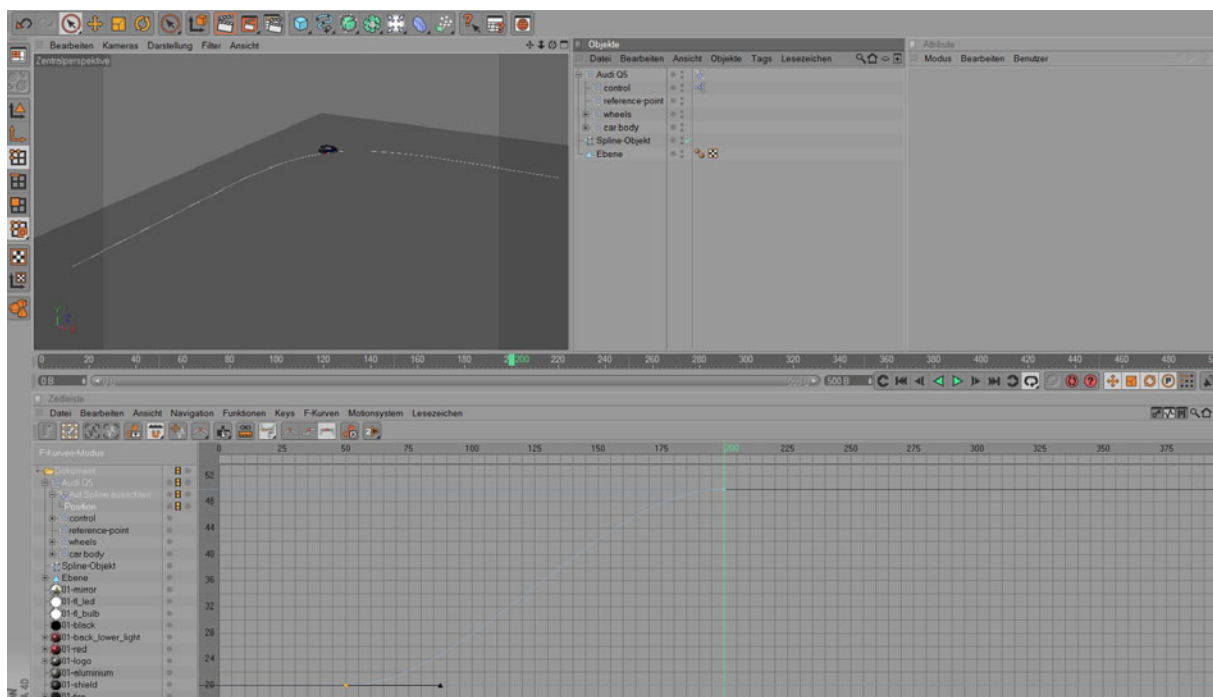 Bearbeiten Kameras Darstellung Filter Ansicht
Zentralperspektive
Objekte
Datei Bearbeiten Ansicht Objekte Tags Lesezeichen
Audi Q5
control
reference-point
wheels
car body
Spline-Objekt
Ebene
Attribute
Modus Bearbeiten Benutzer
Y
Z
0 20 40 60 80 100 120 140 160 180 200 220 240 260 280 300 320 340 360 380 400 420 440 460 480
0 B
500 B
Zeitleiste
Datei Bearbeiten Ansicht Navigation Funktionen Keys F-Kurven Motionsystem Lesezeichen
F-Kurven-Modus
0 25 50 75 100 125 150 175 200 225 250 275 300 325 350 375
Dokument
Audi Q5
Auf Spline ausrichten
Position
control
reference-point
wheels
car body
Spline-Objekt
Ebene
01-mirror
01-fl_led
01-fl_bulb
01-black
01-back_lower_light
01-red
01-logo
01-aluminium
01-shield
52
48
44
40
36
32
28
24
20